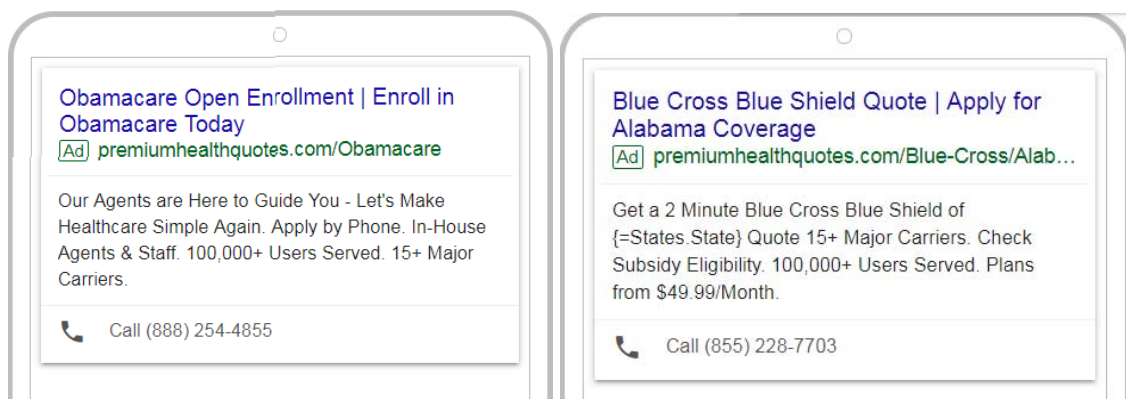 Obamacare Open Enrollment | Enroll in
Obamacare Today
Ad premiumhealthquotes.com/Obamacare
Our Agents are Here to Guide You - Let's Make
Healthcare Simple Again. Apply by Phone. In-House
Agents & Staff. 100,000+ Users Served. 15+ Major
Carriers.
Call (888) 254-4855
Blue Cross Blue Shield Quote | Apply for
Alabama Coverage
Ad premiumhealthquotes.com/Blue-Cross/Alab...
Get a 2 Minute Blue Cross Blue Shield of
{=States.State} Quote 15+ Major Carriers. Check
Subsidy Eligibility. 100,000+ Users Served. Plans
from $49.99/Month.
Call (855) 228-7703